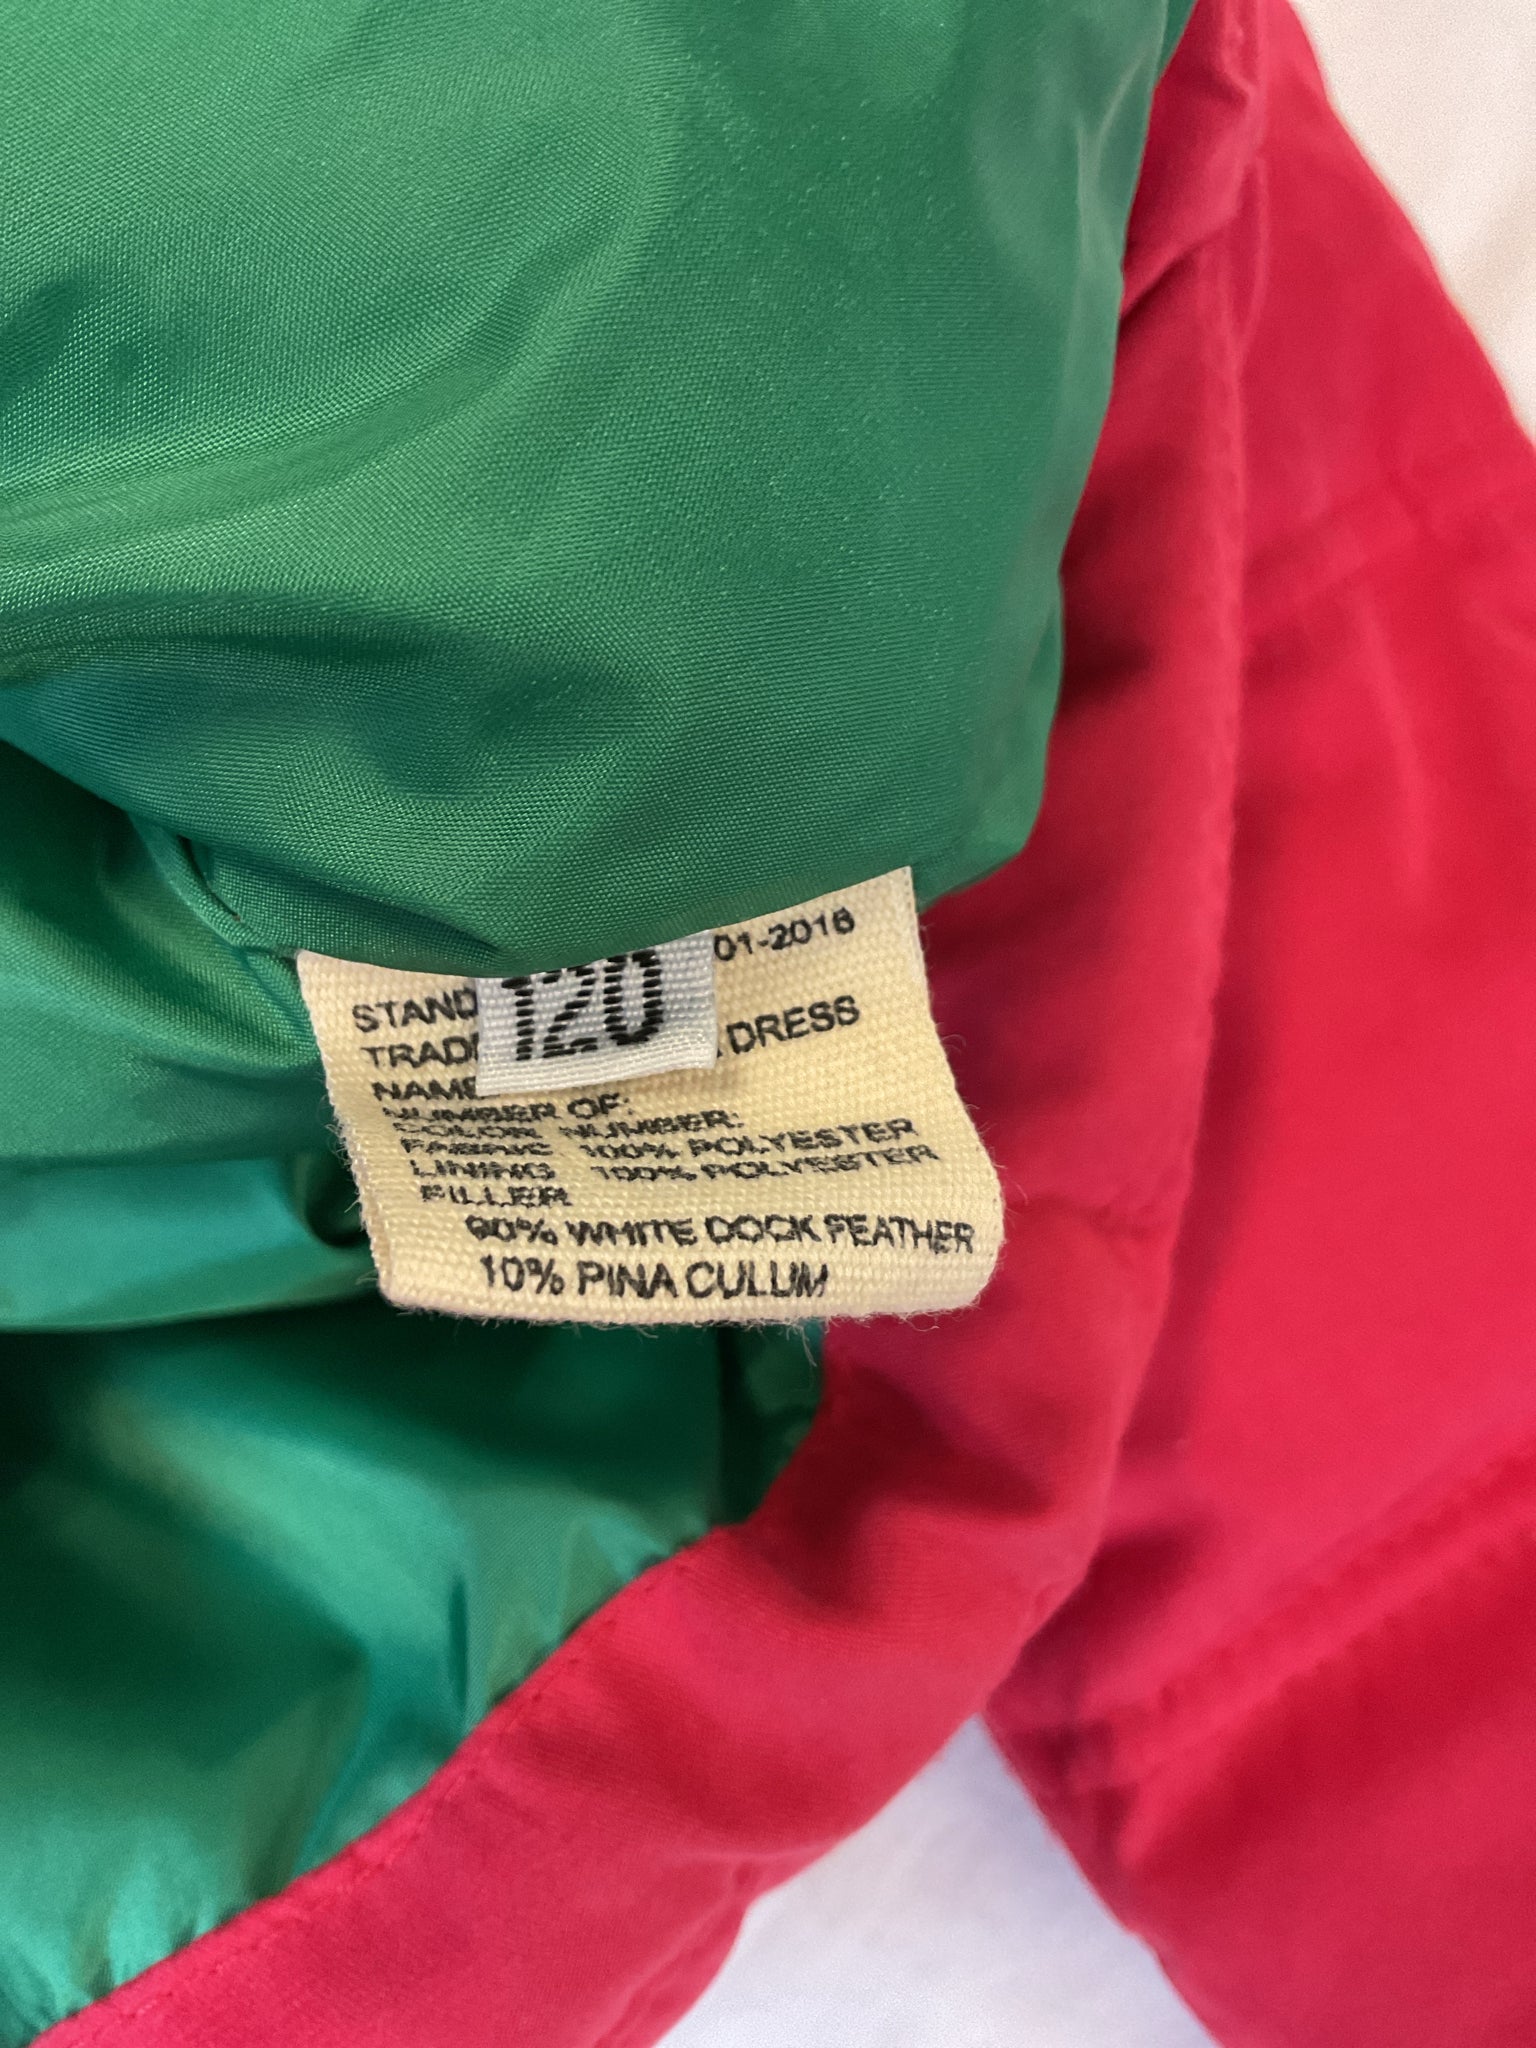 01-2016
120
STAND
TRAD DRESS
NAME
NUMBER OF:
COLOR NUMBER:
FABRIC 100% POLYESTER
LINING 100% POLYESTER
FILLER
90% WHITE DOCK FEATHER
10% PINA CULUM